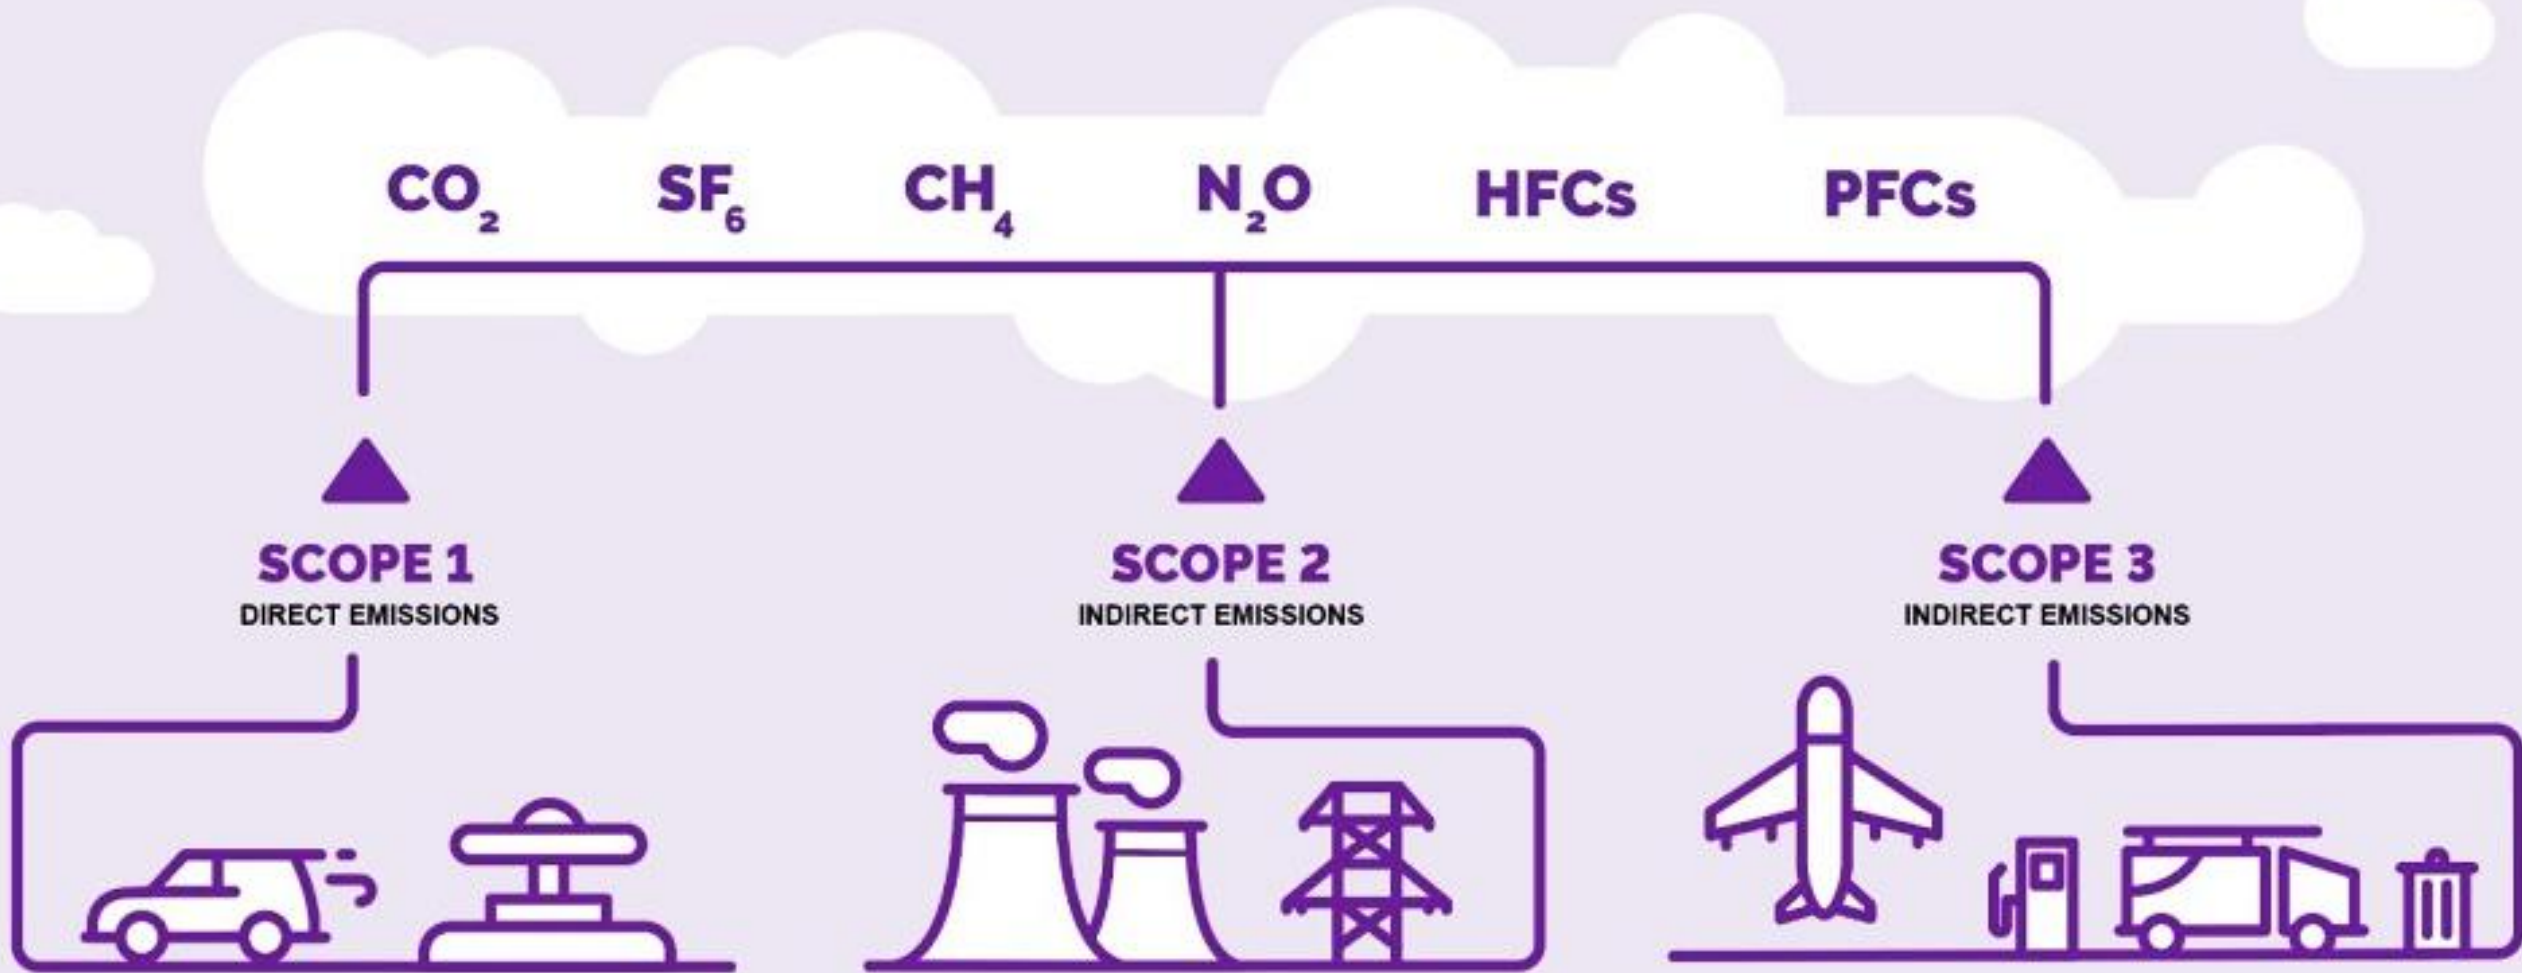 CO₂ SF₆ CH₄ N₂O HFCs PFCs
SCOPE 1
DIRECT EMISSIONS
SCOPE 2
INDIRECT EMISSIONS
SCOPE 3
INDIRECT EMISSIONS